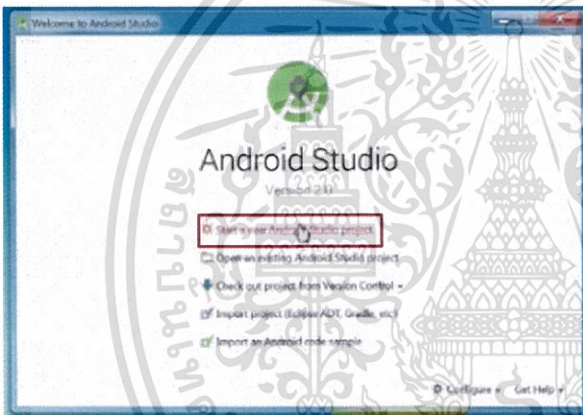 Welcome to Android Studio
Android Studio
Version 2.0
Start a new Android Studio project
Open an existing Android Studio project
Check out project from Version Control
Import project (Eclipse ADT, Gradle, etc)
Import an Android code sample
Configure
Get Help